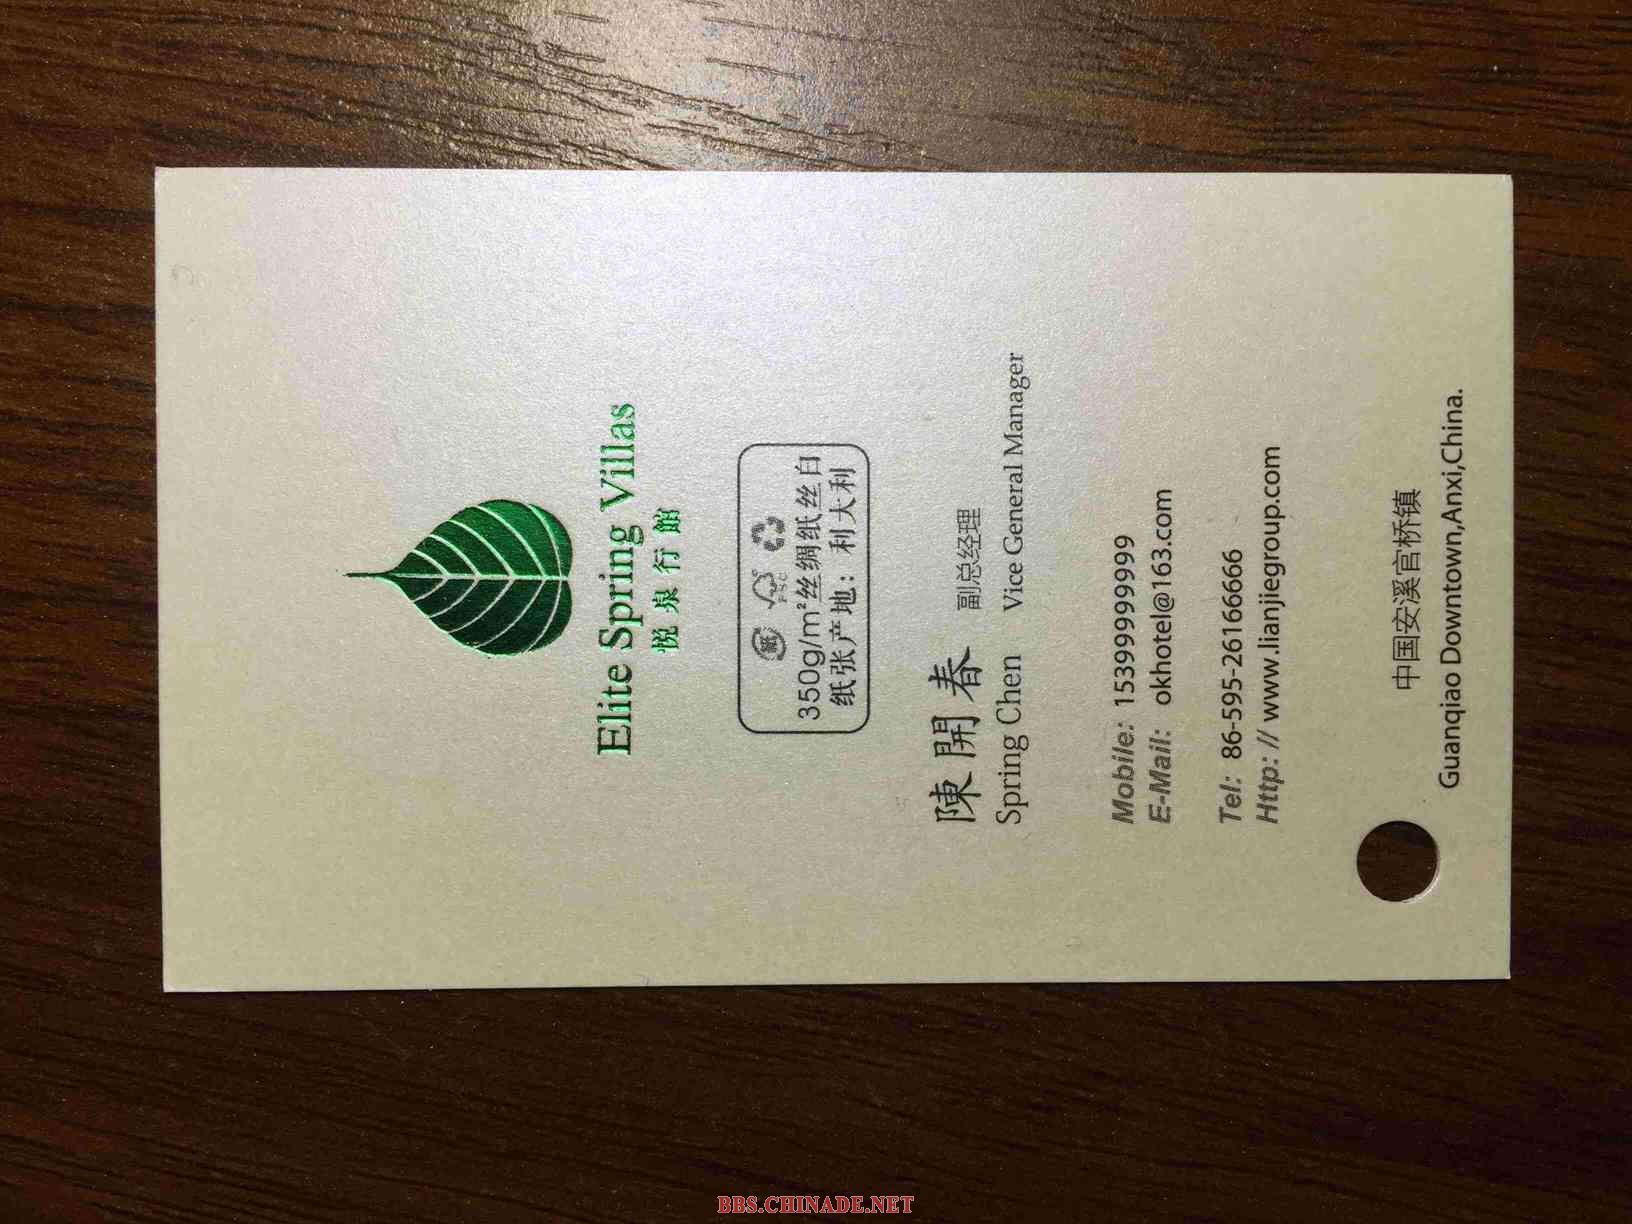 Elite Spring Villas
悦泉行館
FSC
350g/m²丝绸纸丝白
纸张产地：利大利
陳開春 副总经理
Spring Chen Vice General Manager
Mobile: 15399999999
E-Mail: okhotel@163.com
Tel: 86-595-26166666
Http: // www.lianjiegroup.com
中国安溪官桥镇
Guanqiao Downtown,Anxi,China.
BBS.CHINADE.NET